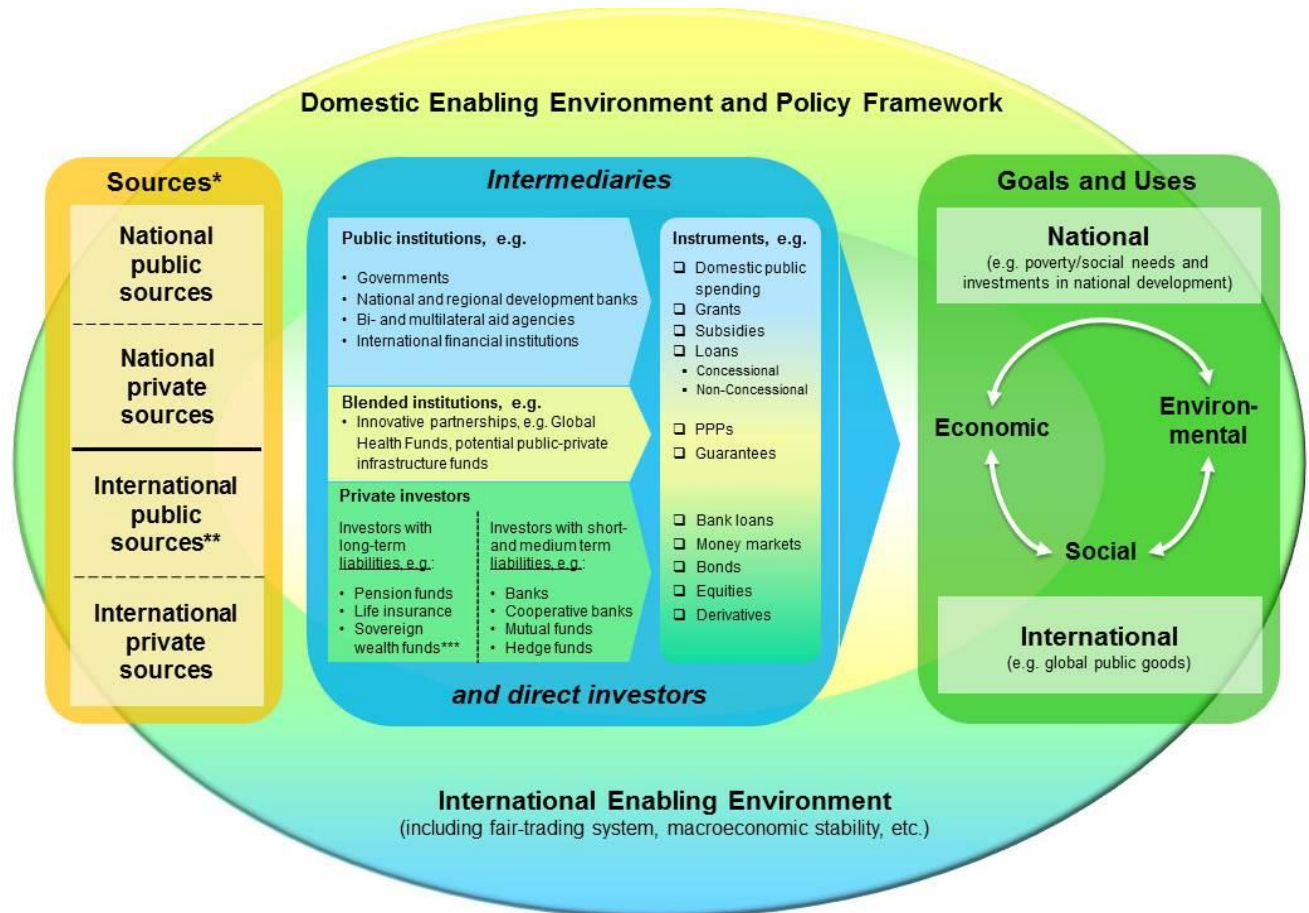 Domestic Enabling Environment and Policy Framework
Sources*
National
public
sources
National
private
sources
International
public
sources**
International
private
sources
Intermediaries
Public institutions, e.g.
• Governments
• National and regional development banks
• Bi- and multilateral aid agencies
• International financial institutions
Blended institutions, e.g.
• Innovative partnerships, e.g. Global
Health Funds, potential public-private
infrastructure funds
Private investors
Investors with
long-term
liabilities, e.g.:
• Pension funds
• Life insurance
• Sovereign
wealth funds***
Investors with short-
and medium term
liabilities, e.g.:
• Banks
• Cooperative banks
• Mutual funds
• Hedge funds
Instruments, e.g.
❑ Domestic public
spending
❑ Grants
❑ Subsidies
❑ Loans
▪ Concessional
▪ Non-Concessional
❑ PPPs
❑ Guarantees
❑ Bank loans
❑ Money markets
❑ Bonds
❑ Equities
❑ Derivatives
and direct investors
Goals and Uses
National
(e.g. poverty/social needs and
investments in national development)
Economic
Environ-
mental
Social
International
(e.g. global public goods)
International Enabling Environment
(including fair-trading system, macroeconomic stability, etc.)